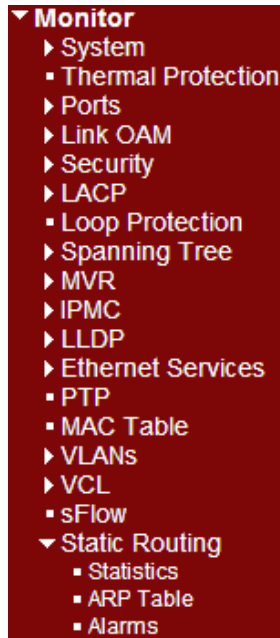 Monitor
System
Thermal Protection
Ports
Link OAM
Security
LACP
Loop Protection
Spanning Tree
MVR
IPMC
LLDP
Ethernet Services
PTP
MAC Table
VLANs
VCL
sFlow
Static Routing
Statistics
ARP Table
Alarms